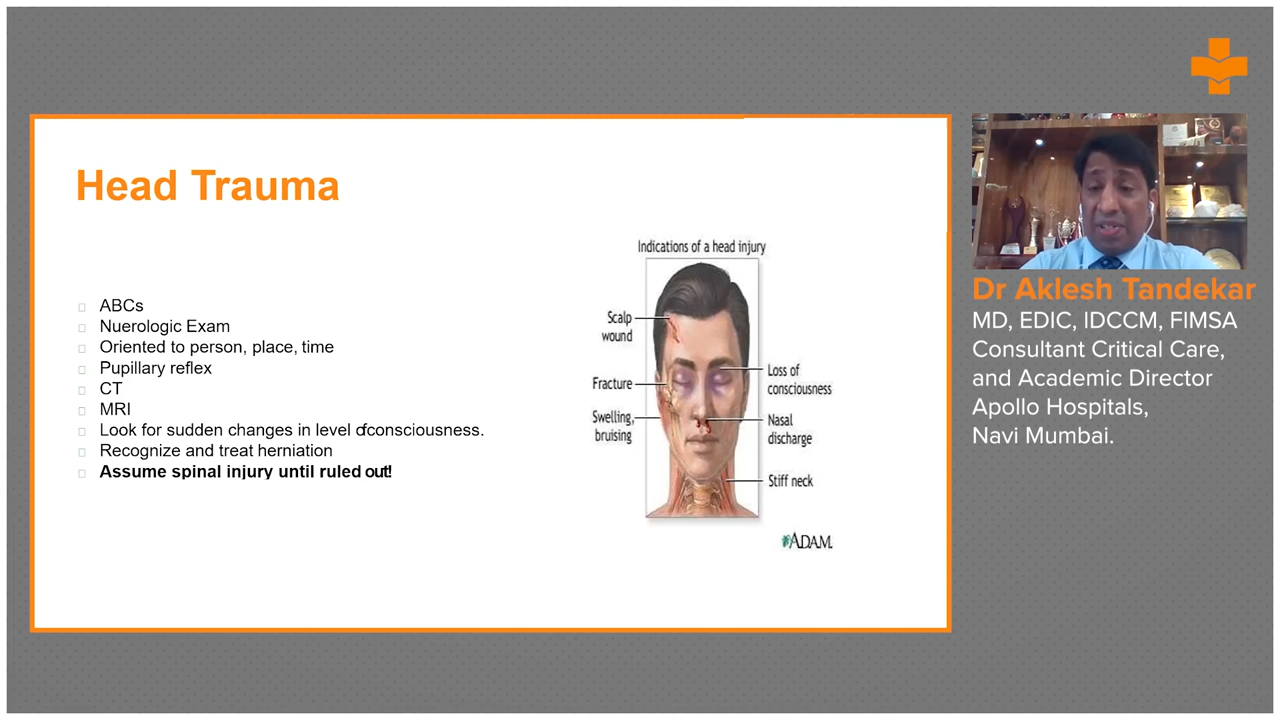 Head Trauma
ABCs
Nuerologic Exam
Oriented to person, place, time
Pupillary reflex
CT
MRI
Look for sudden changes in level ofconsciousness.
Recognize and treat herniation
Assume spinal injury until ruled out!
Indications of a head injury
Scalp
wound
Fracture
Swelling,
bruising
Loss of
consciousness
Nasal
discharge
Stiff neck
ADAM.
Dr Aklesh Tandekar
MD, EDIC, IDCCM, FIMSA
Consultant Critical Care,
and Academic Director
Apollo Hospitals,
Navi Mumbai.